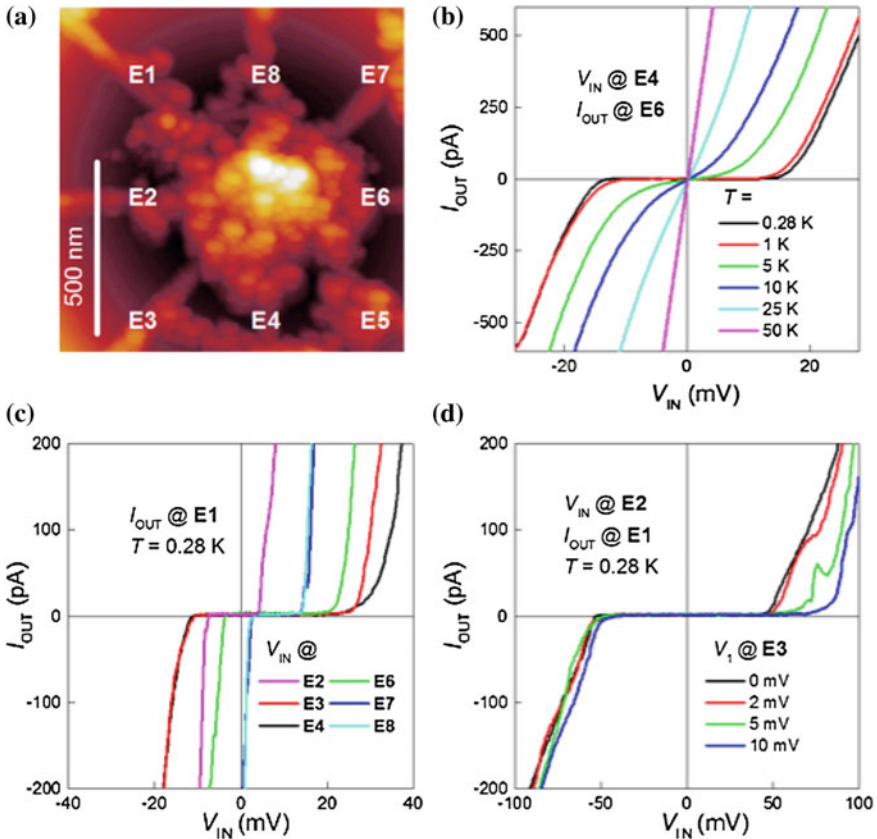 (a)
E1
E8
E7
E2
E6
E3
E4
E5
500 nm
(b)
600
300
0
-250
-500
-20
0
20
I_OUT (pA)
V_IN (mV)
V_IN @ E4
I_OUT @ E6
T =
0.28 K
1 K
5 K
10 K
25 K
50 K
(c)
200
100
0
-100
-200
-40
-20
0
20
40
I_OUT (pA)
V_IN (mV)
I_OUT @ E1
T = 0.28 K
V_IN @
E2 E6
E3 E7
E4 E8
(d)
200
100
0
-100
-200
-100
-50
0
50
100
I_OUT (pA)
V_IN (mV)
V_IN @ E2
I_OUT @ E1
T = 0.28 K
V_1 @ E3
0 mV
2 mV
5 mV
10 mV